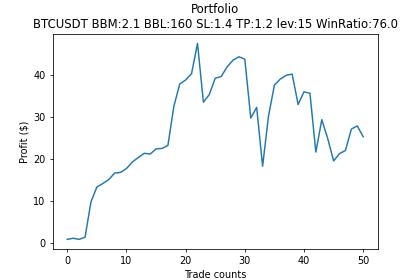 Portfolio
BTCUSDT BBM:2.1 BBL:160 SL:1.4 TP:1.2 lev:15 WinRatio:76.0
Profit ($)
40
30
20
10
0
0 10 20 30 40 50
Trade counts